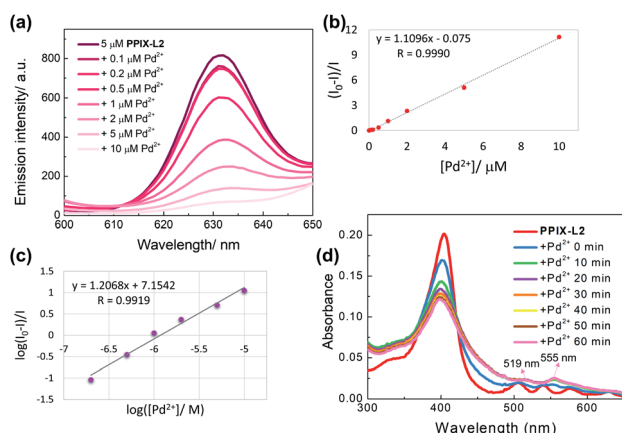 (a)
5 μM PPIX-L2
+ 0.1 μM Pd²⁺
+ 0.2 μM Pd²⁺
+ 0.5 μM Pd²⁺
+ 1 μM Pd²⁺
+ 2 μM Pd²⁺
+ 5 μM Pd²⁺
+ 10 μM Pd²⁺
Emission intensity/ a.u.
800
600
400
200
0
600 610 620 630 640 650
Wavelength/ nm
(b)
y = 1.1096x - 0.075
R = 0.9990
(I₀-I)/I
12
8
4
0
0 2 4 6 8 10
[Pd²⁺]/ μM
(c)
y = 1.2068x + 7.1542
R = 0.9919
log(I₀-I)/I
1.5
1
0.5
0
-0.5
-1
-1.5
-7 -6.5 -6 -5.5 -5
log([Pd²⁺]/ M)
(d)
PPIX-L2
+Pd²⁺ 0 min
+Pd²⁺ 10 min
+Pd²⁺ 20 min
+Pd²⁺ 30 min
+Pd²⁺ 40 min
+Pd²⁺ 50 min
+Pd²⁺ 60 min
519 nm
555 nm
Absorbance
0.20
0.15
0.10
0.05
0.00
300 400 500 600
Wavelength (nm)